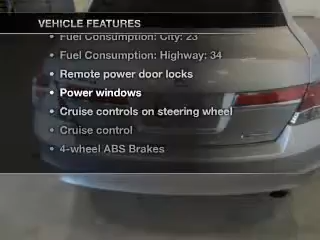 VEHICLE FEATURES
• Fuel Consumption: City: 23
• Fuel Consumption: Highway: 34
• Remote power door locks
• Power windows
• Cruise controls on steering wheel
• Cruise control
• 4-wheel ABS Brakes